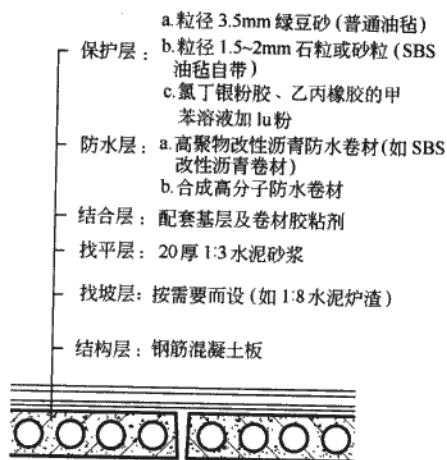 a.粒径 3.5mm 绿豆砂(普通油毡)
保护层: b.粒径 1.5~2mm 石粒或砂粒(SBS
油毡自带)
c.氯丁银粉胶、乙丙橡胶的甲
苯溶液加 lu粉
防水层: a.高聚物改性沥青防水卷材(如 SBS
改性沥青卷材)
b.合成高分子防水卷材
结合层: 配套基层及卷材胶粘剂
找平层: 20厚 1:3 水泥砂浆
找坡层: 按需要而设(如 1:8 水泥炉渣)
结构层: 钢筋混凝土板